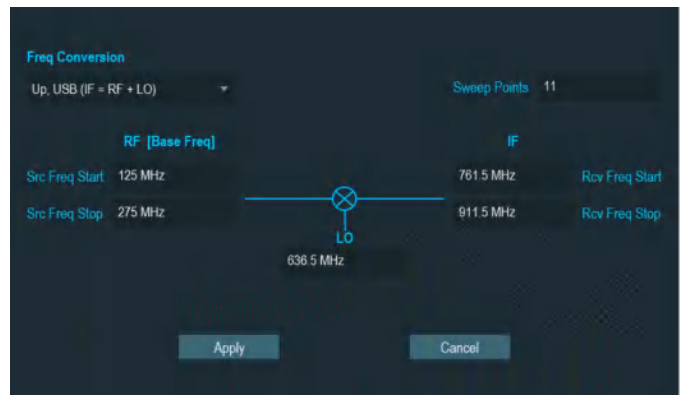 Freq Conversion
Up, USB (IF = RF + LO)
Sweep Points 11
RF [Base Freq] IF
Src Freq Start 125 MHz 761.5 MHz Rcv Freq Start
Src Freq Stop 275 MHz 911.5 MHz Rcv Freq Stop
LO
636.5 MHz
Apply Cancel